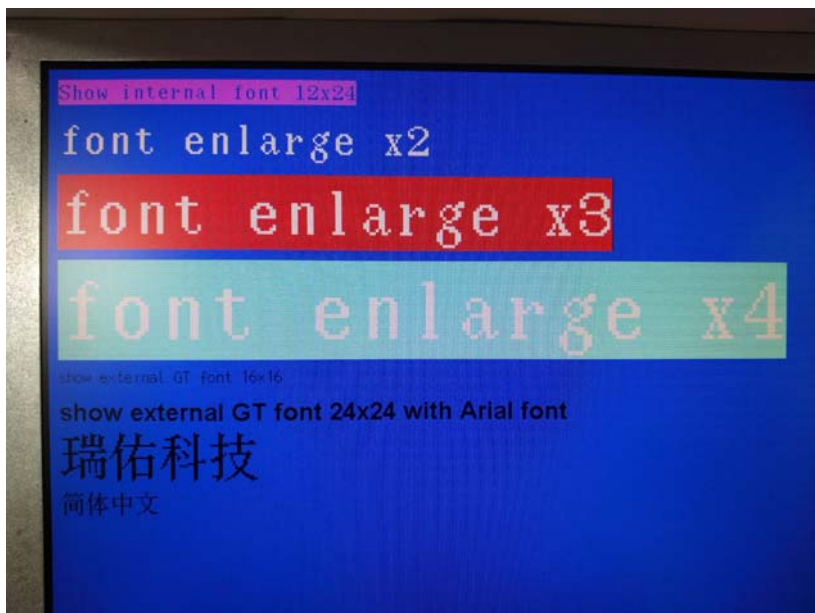 Show internal font 12x24
font enlarge x2
font enlarge x3
font enlarge x4
show external GT font 16x16
show external GT font 24x24 with Arial font
瑞佑科技
简体中文